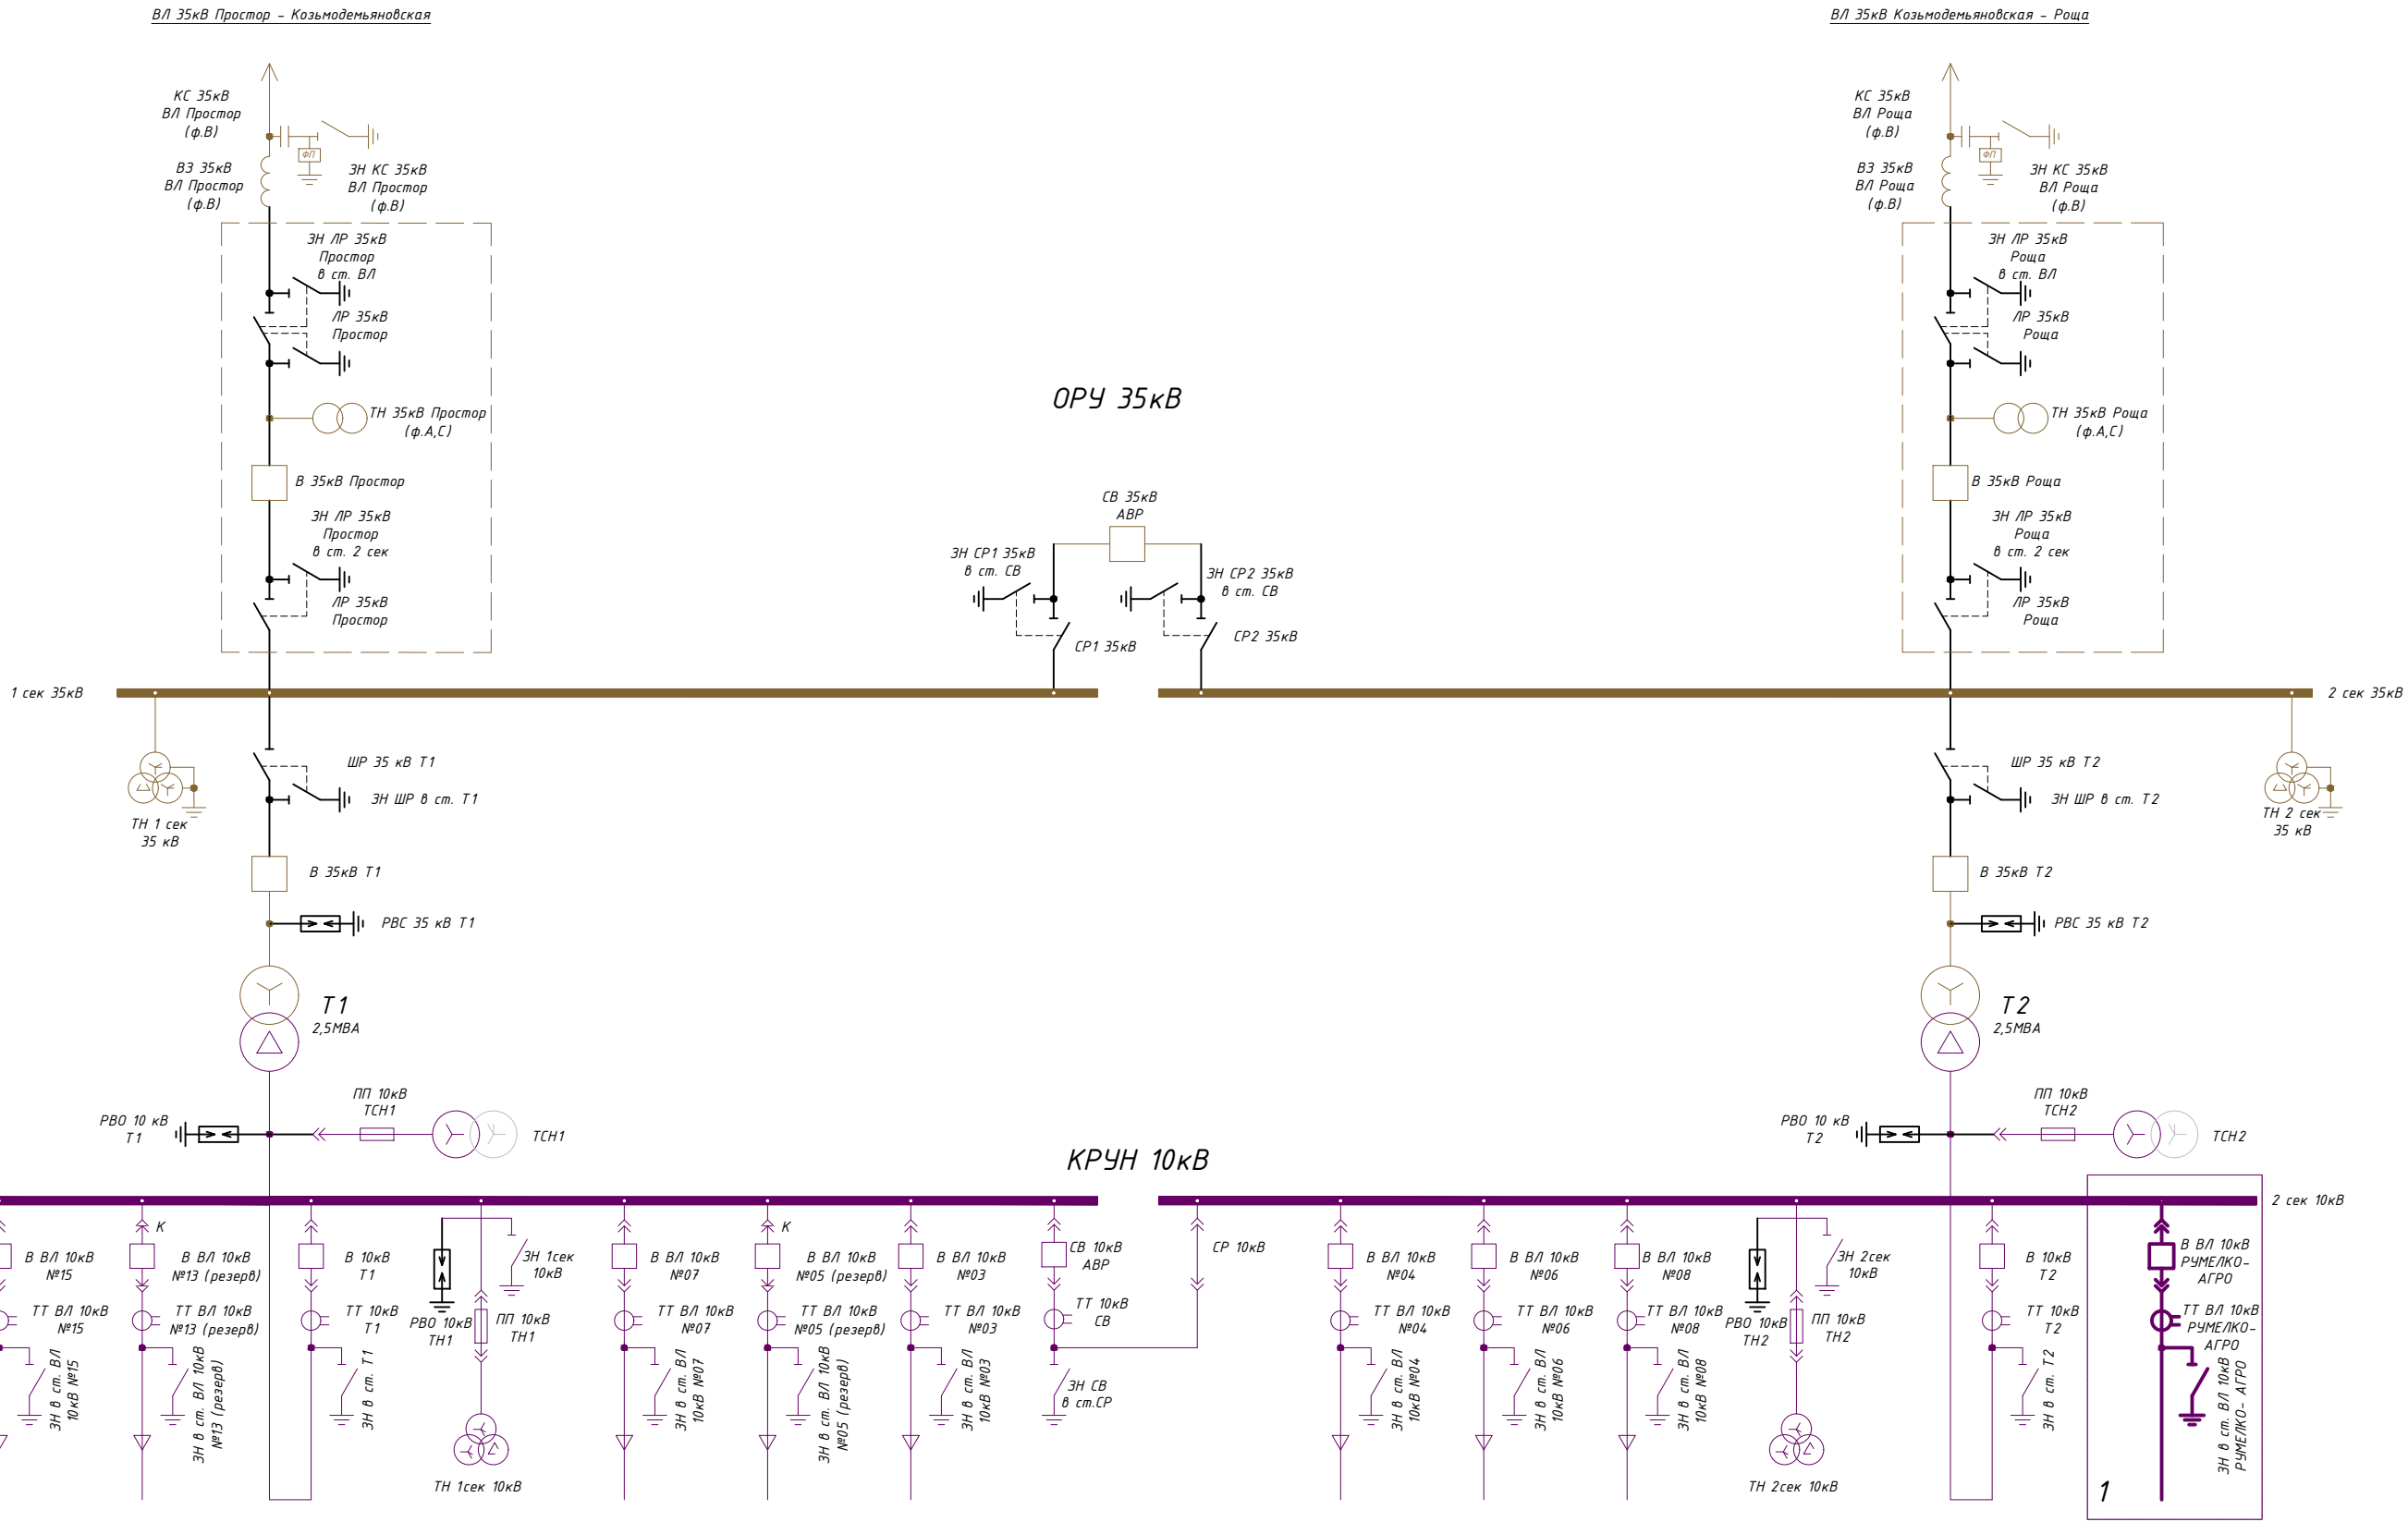 ВЛ 35кВ Простор - Козьмодемьяновская
ВЛ 35кВ Козьмодемьяновская - Роща
КС 35кВ
ВЛ Простор
(ф.В)
ФП
ВЗ 35кВ
ВЛ Простор
(ф.В)
ЗН КС 35кВ
ВЛ Простор
(ф.В)
КС 35кВ
ВЛ Роща
(ф.В)
ФП
ВЗ 35кВ
ВЛ Роща
(ф.В)
ЗН КС 35кВ
ВЛ Роща
(ф.В)
ЗН ЛР 35кВ
Простор
в ст. ВЛ
ЛР 35кВ
Простор
ТН 35кВ Простор
(ф.А,С)
В 35кВ Простор
ЗН ЛР 35кВ
Простор
в ст. 2 сек
ЛР 35кВ
Простор
ОРУ 35кВ
СВ 35кВ
АВР
ЗН СР1 35кВ
в ст. СВ
ЗН СР2 35кВ
в ст. СВ
СР1 35кВ
СР2 35кВ
ЗН ЛР 35кВ
Роща
в ст. ВЛ
ЛР 35кВ
Роща
ТН 35кВ Роща
(ф.А,С)
В 35кВ Роща
ЗН ЛР 35кВ
Роща
в ст. 2 сек
ЛР 35кВ
Роща
1 сек 35кВ
2 сек 35кВ
ТН 1 сек
35 кВ
ШР 35 кВ Т1
ЗН ШР в ст. Т1
В 35кВ Т1
РВС 35 кВ Т1
Т1
2,5МВА
ШР 35 кВ Т2
ЗН ШР в ст. Т2
ТН 2 сек
35 кВ
В 35кВ Т2
РВС 35 кВ Т2
Т2
2,5МВА
РВО 10 кВ
Т1
ПП 10кВ
ТСН1
ТСН1
КРУН 10кВ
РВО 10 кВ
Т2
ПП 10кВ
ТСН2
ТСН2
2 сек 10кВ
В ВЛ 10кВ
№15
ТТ ВЛ 10кВ
№15
ЗН в ст. ВЛ
10кВ №15
К
В ВЛ 10кВ
№13 (резерв)
ТТ ВЛ 10кВ
№13 (резерв)
ЗН в ст. ВЛ 10кВ
№13 (резерв)
В 10кВ
Т1
ТТ 10кВ
Т1
ЗН в ст. Т1
РВО 10кВ
ТН1
ЗН 1сек
10кВ
ПП 10кВ
ТН1
ТН 1сек 10кВ
В ВЛ 10кВ
№07
ТТ ВЛ 10кВ
№07
ЗН в ст. ВЛ
10кВ №07
К
В ВЛ 10кВ
№05 (резерв)
ТТ ВЛ 10кВ
№05 (резерв)
ЗН в ст. ВЛ 10кВ
№05 (резерв)
В ВЛ 10кВ
№03
ТТ ВЛ 10кВ
№03
ЗН в ст. ВЛ
10кВ №03
СВ 10кВ
АВР
ТТ 10кВ
СВ
ЗН СВ
в ст.СР
СР 10кВ
В ВЛ 10кВ
№04
ТТ ВЛ 10кВ
№04
ЗН в ст. ВЛ
10кВ №04
В ВЛ 10кВ
№06
ТТ ВЛ 10кВ
№06
ЗН в ст. ВЛ
10кВ №06
В ВЛ 10кВ
№08
ТТ ВЛ 10кВ
№08
ЗН в ст. ВЛ
10кВ №08
РВО 10кВ
ТН2
ЗН 2сек
10кВ
ПП 10кВ
ТН2
ТН 2сек 10кВ
В 10кВ
Т2
ТТ 10кВ
Т2
ЗН в ст. Т2
В ВЛ 10кВ
РУМЕЛКО-
АГРО
ТТ ВЛ 10кВ
РУМЕЛКО-
АГРО
ЗН в ст. ВЛ 10кВ
РУМЕЛКО- АГРО
1